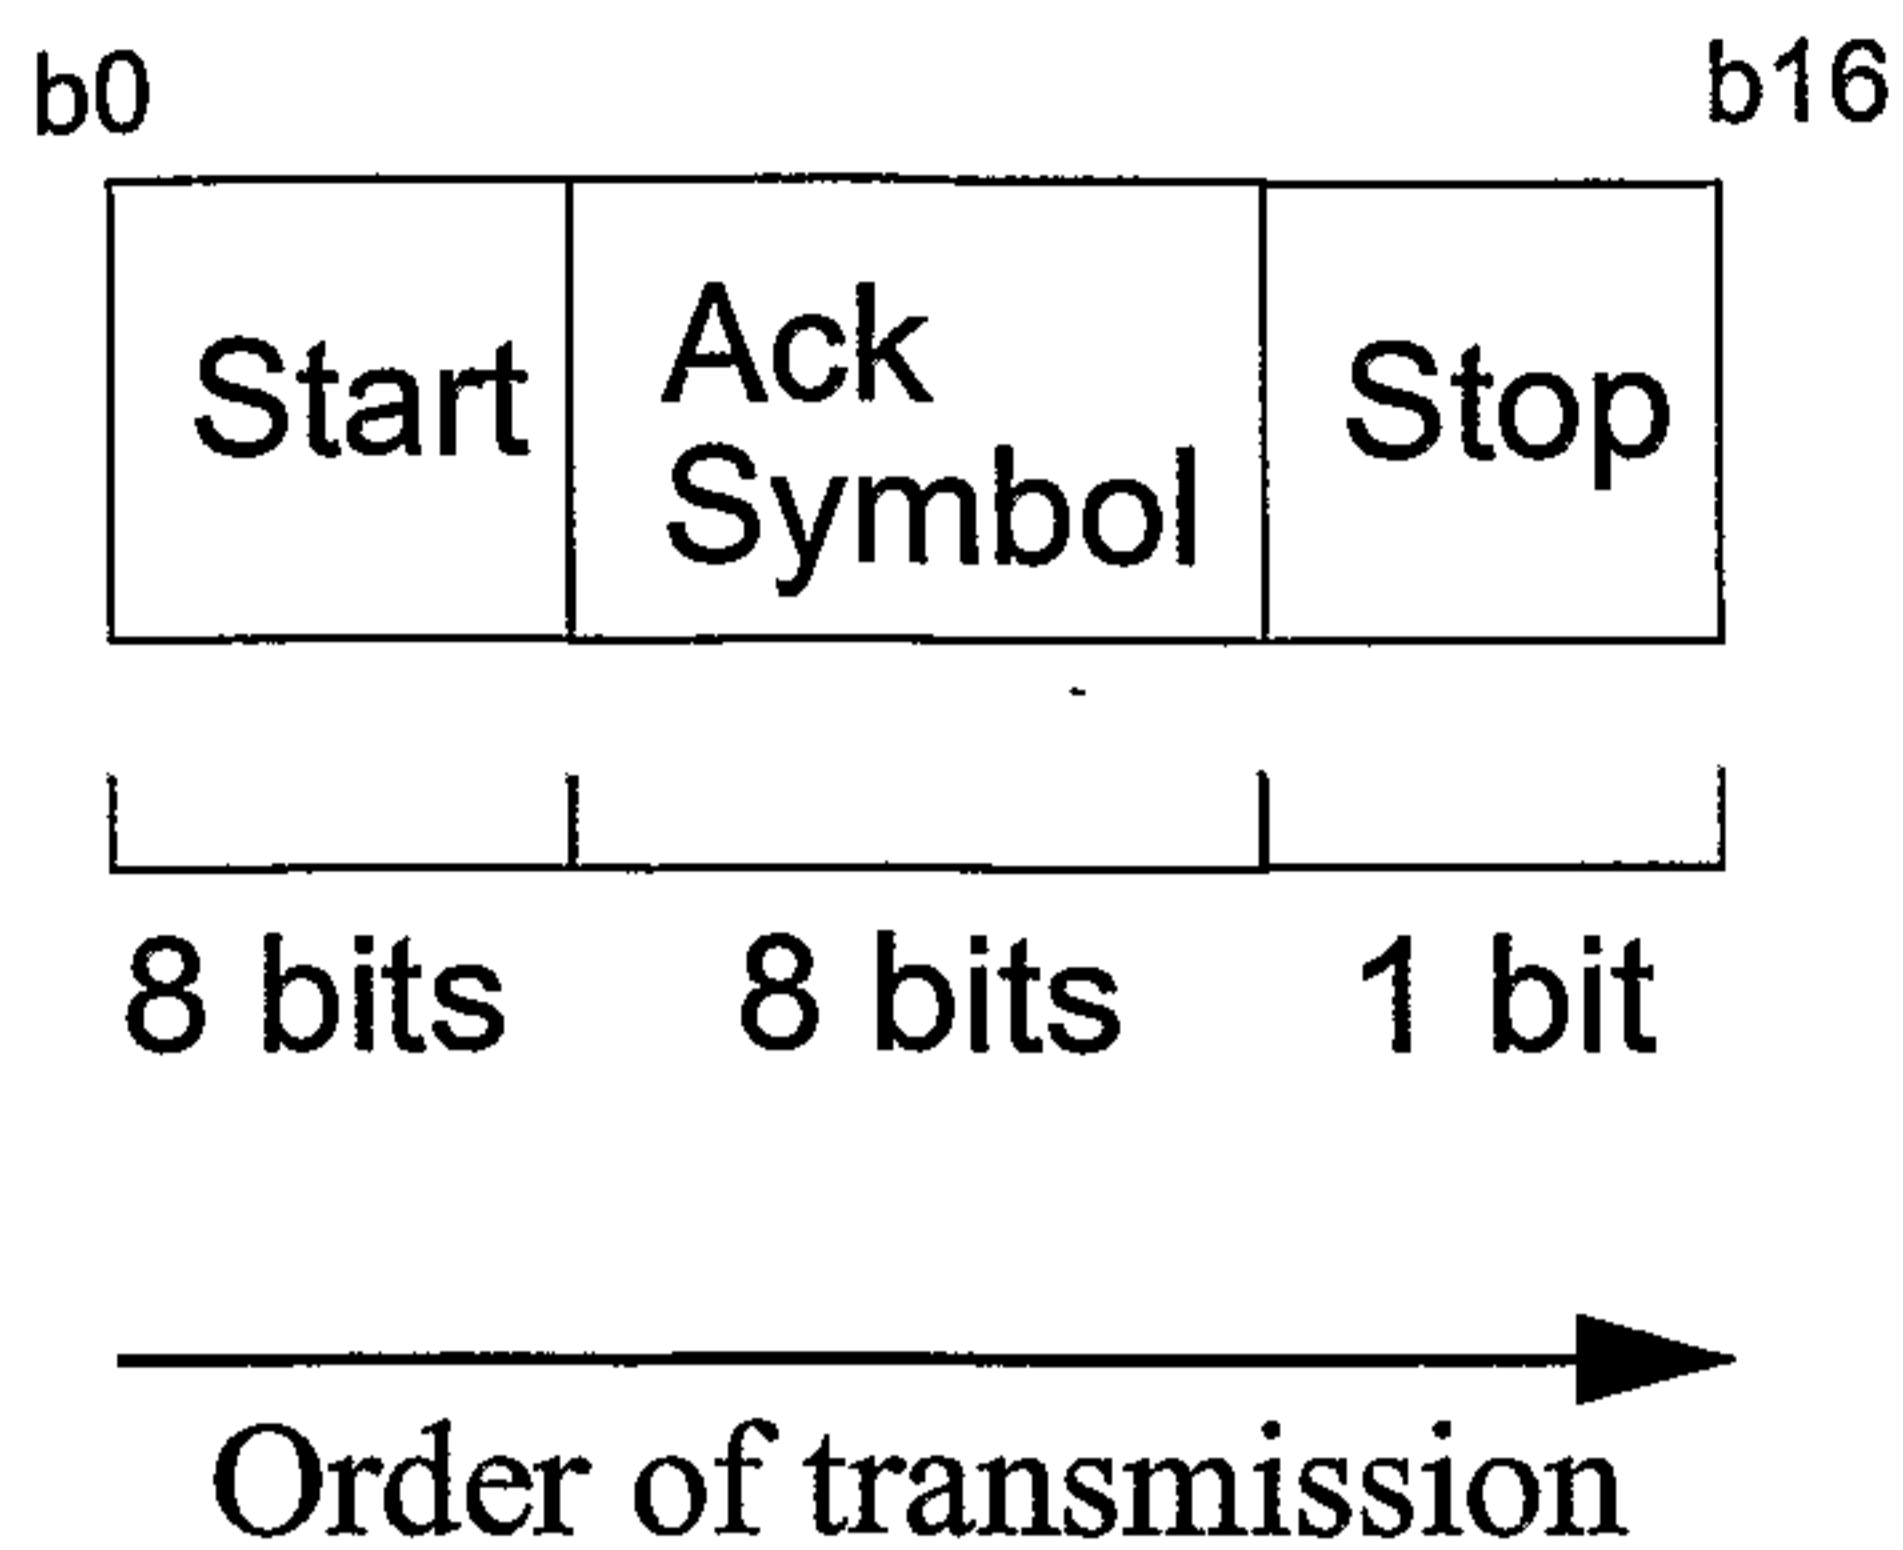 b0 b16
Start Ack Symbol Stop
8 bits 8 bits 1 bit
Order of transmission